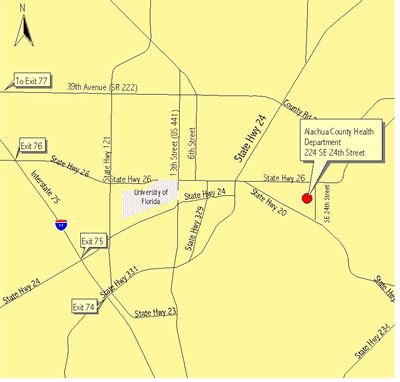 N
To Exit 77
39th Avenue (SR 222)
State Hwy 24
Alachua County Health
Department
224 SE 24th Street
State Hwy 121
13th Street (US 441)
6th Street
Exit 76
State Hwy 26
State Hwy 26
State Hwy 26
University of
Florida
State Hwy 24
Interstate 75
State Hwy 329
State Hwy 20
SE 24th Street
Exit 75
State Hwy 331
State Hwy 24
Exit 74
State Hwy 23
State Hwy 234